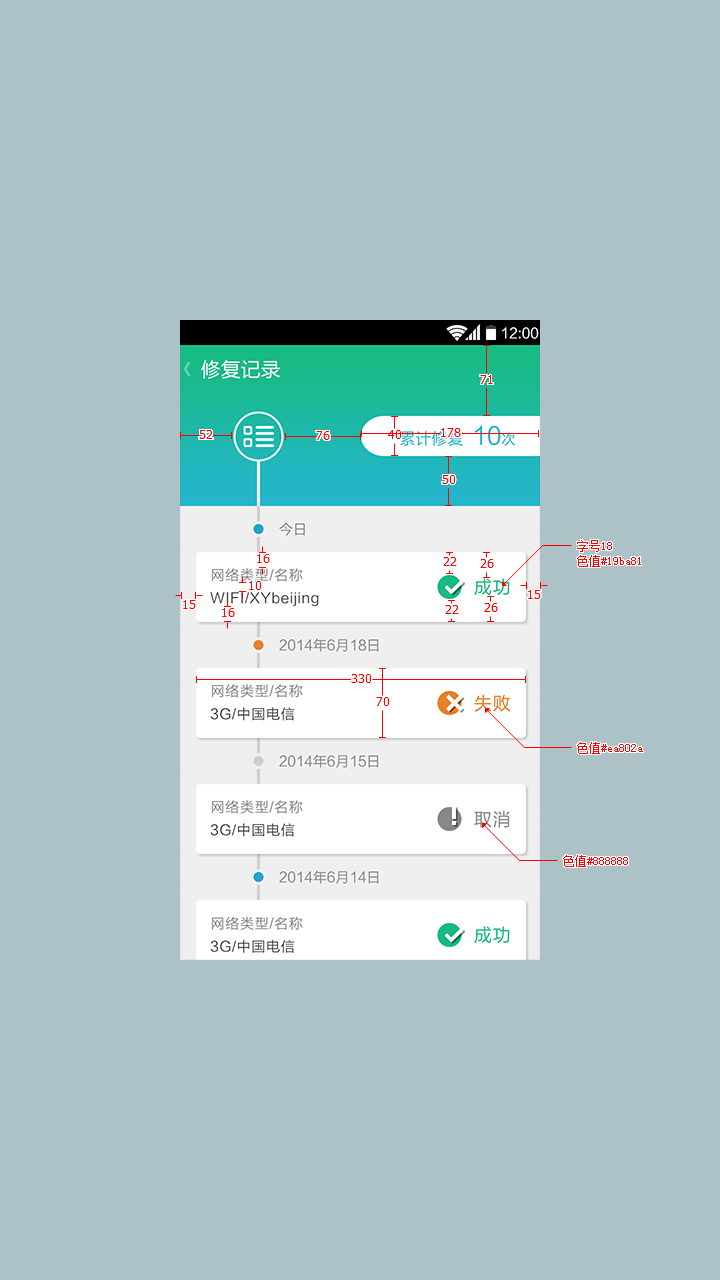 12:00
修复记录
71
52
76
累计修复 10次
40
178
50
今日
字号18
色值#19ba81
16
22
26
网络类型/名称
10
成功
WIFI/XYbeijing
15
15
16
22
26
2014年6月18日
330
网络类型/名称
70
3G/中国电信
失败
色值#ea802a
2014年6月15日
网络类型/名称
3G/中国电信
取消
色值#888888
2014年6月14日
网络类型/名称
3G/中国电信
成功